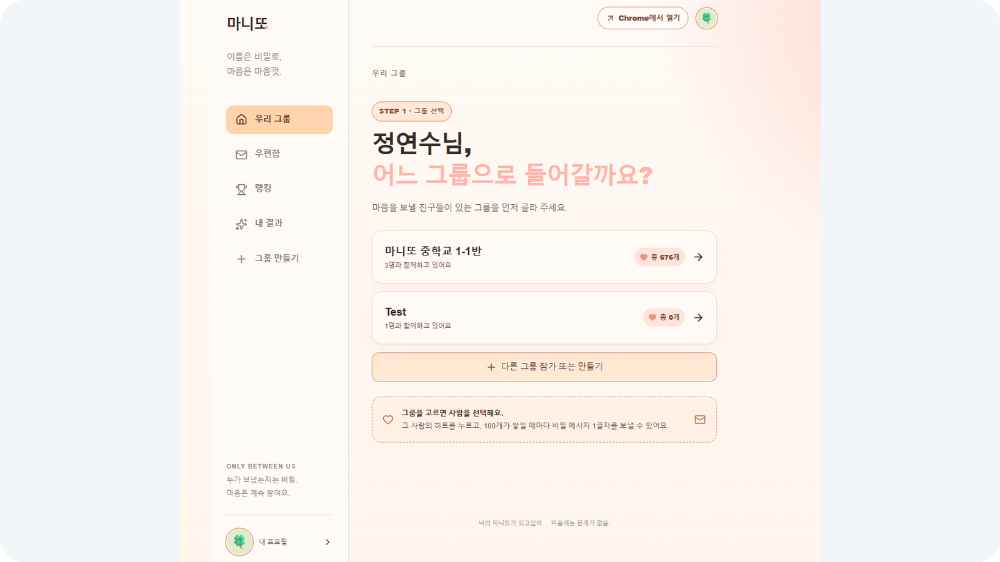 마니또
이름은 비밀로,
마음은 마음껏.
우리 그룹
우편함
랭킹
내 결과
그룹 만들기
ONLY BETWEEN US
누가 보냈는지는 비밀.
마음은 계속 쌓여요.
내 프로필
Chrome에서 열기
우리 그룹
STEP 1 · 그룹 선택
정연수님,
어느 그룹으로 들어갈까요?
마음을 보낼 친구들이 있는 그룹을 먼저 골라 주세요.
마니또 중학교 1-1반
3명과 함께하고 있어요
총 676개
Test
1명과 함께하고 있어요
총 0개
다른 그룹 참가 또는 만들기
그룹을 고르면 사람을 선택해요.
그 사람의 하트를 누르고, 100개가 쌓일 때마다 비밀 메시지 1글자를 보낼 수 있어요.
너의 마니또가 되고싶어 마음에는 한계가 없음.